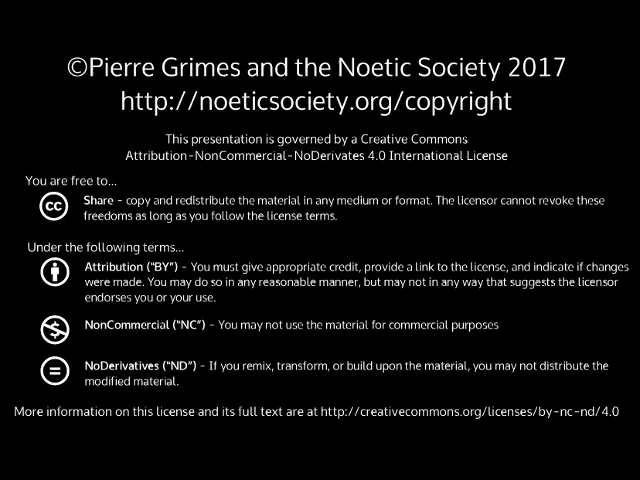 ©Pierre Grimes and the Noetic Society 2017
http://noeticsociety.org/copyright
This presentation is governed by a Creative Commons
Attribution-NonCommercial-NoDerivates 4.0 International License
You are free to...
cc
Share - copy and redistribute the material in any medium or format. The licensor cannot revoke these
freedoms as long as you follow the license terms.
Under the following terms...
Attribution ("BY") - You must give appropriate credit, provide a link to the license, and indicate if changes
were made. You may do so in any reasonable manner, but may not in any way that suggests the licensor
endorses you or your use.
NonCommercial ("NC") - You may not use the material for commercial purposes
NoDerivatives ("ND") - If you remix, transform, or build upon the material, you may not distribute the
modified material.
More information on this license and its full text are at http://creativecommons.org/licenses/by-nc-nd/4.0